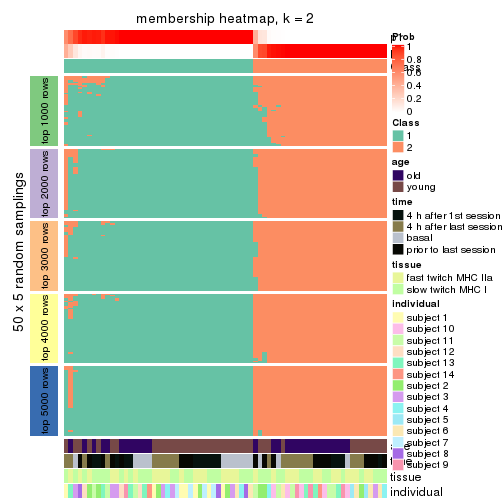 membership heatmap, k = 2
50 x 5 random samplings
top 1000 rows
top 2000 rows
top 3000 rows
top 4000 rows
top 5000 rows
Prob
1
0.8
0.6
0.4
0.2
0
Class
1
2
age
old
young
time
4 h after 1st session
4 h after last session
basal
prior to last session
tissue
fast twitch MHC IIa
slow twitch MHC I
individual
subject 1
subject 10
subject 11
subject 12
subject 13
subject 14
subject 2
subject 3
subject 4
subject 5
subject 6
subject 7
subject 8
subject 9
tissue
individual